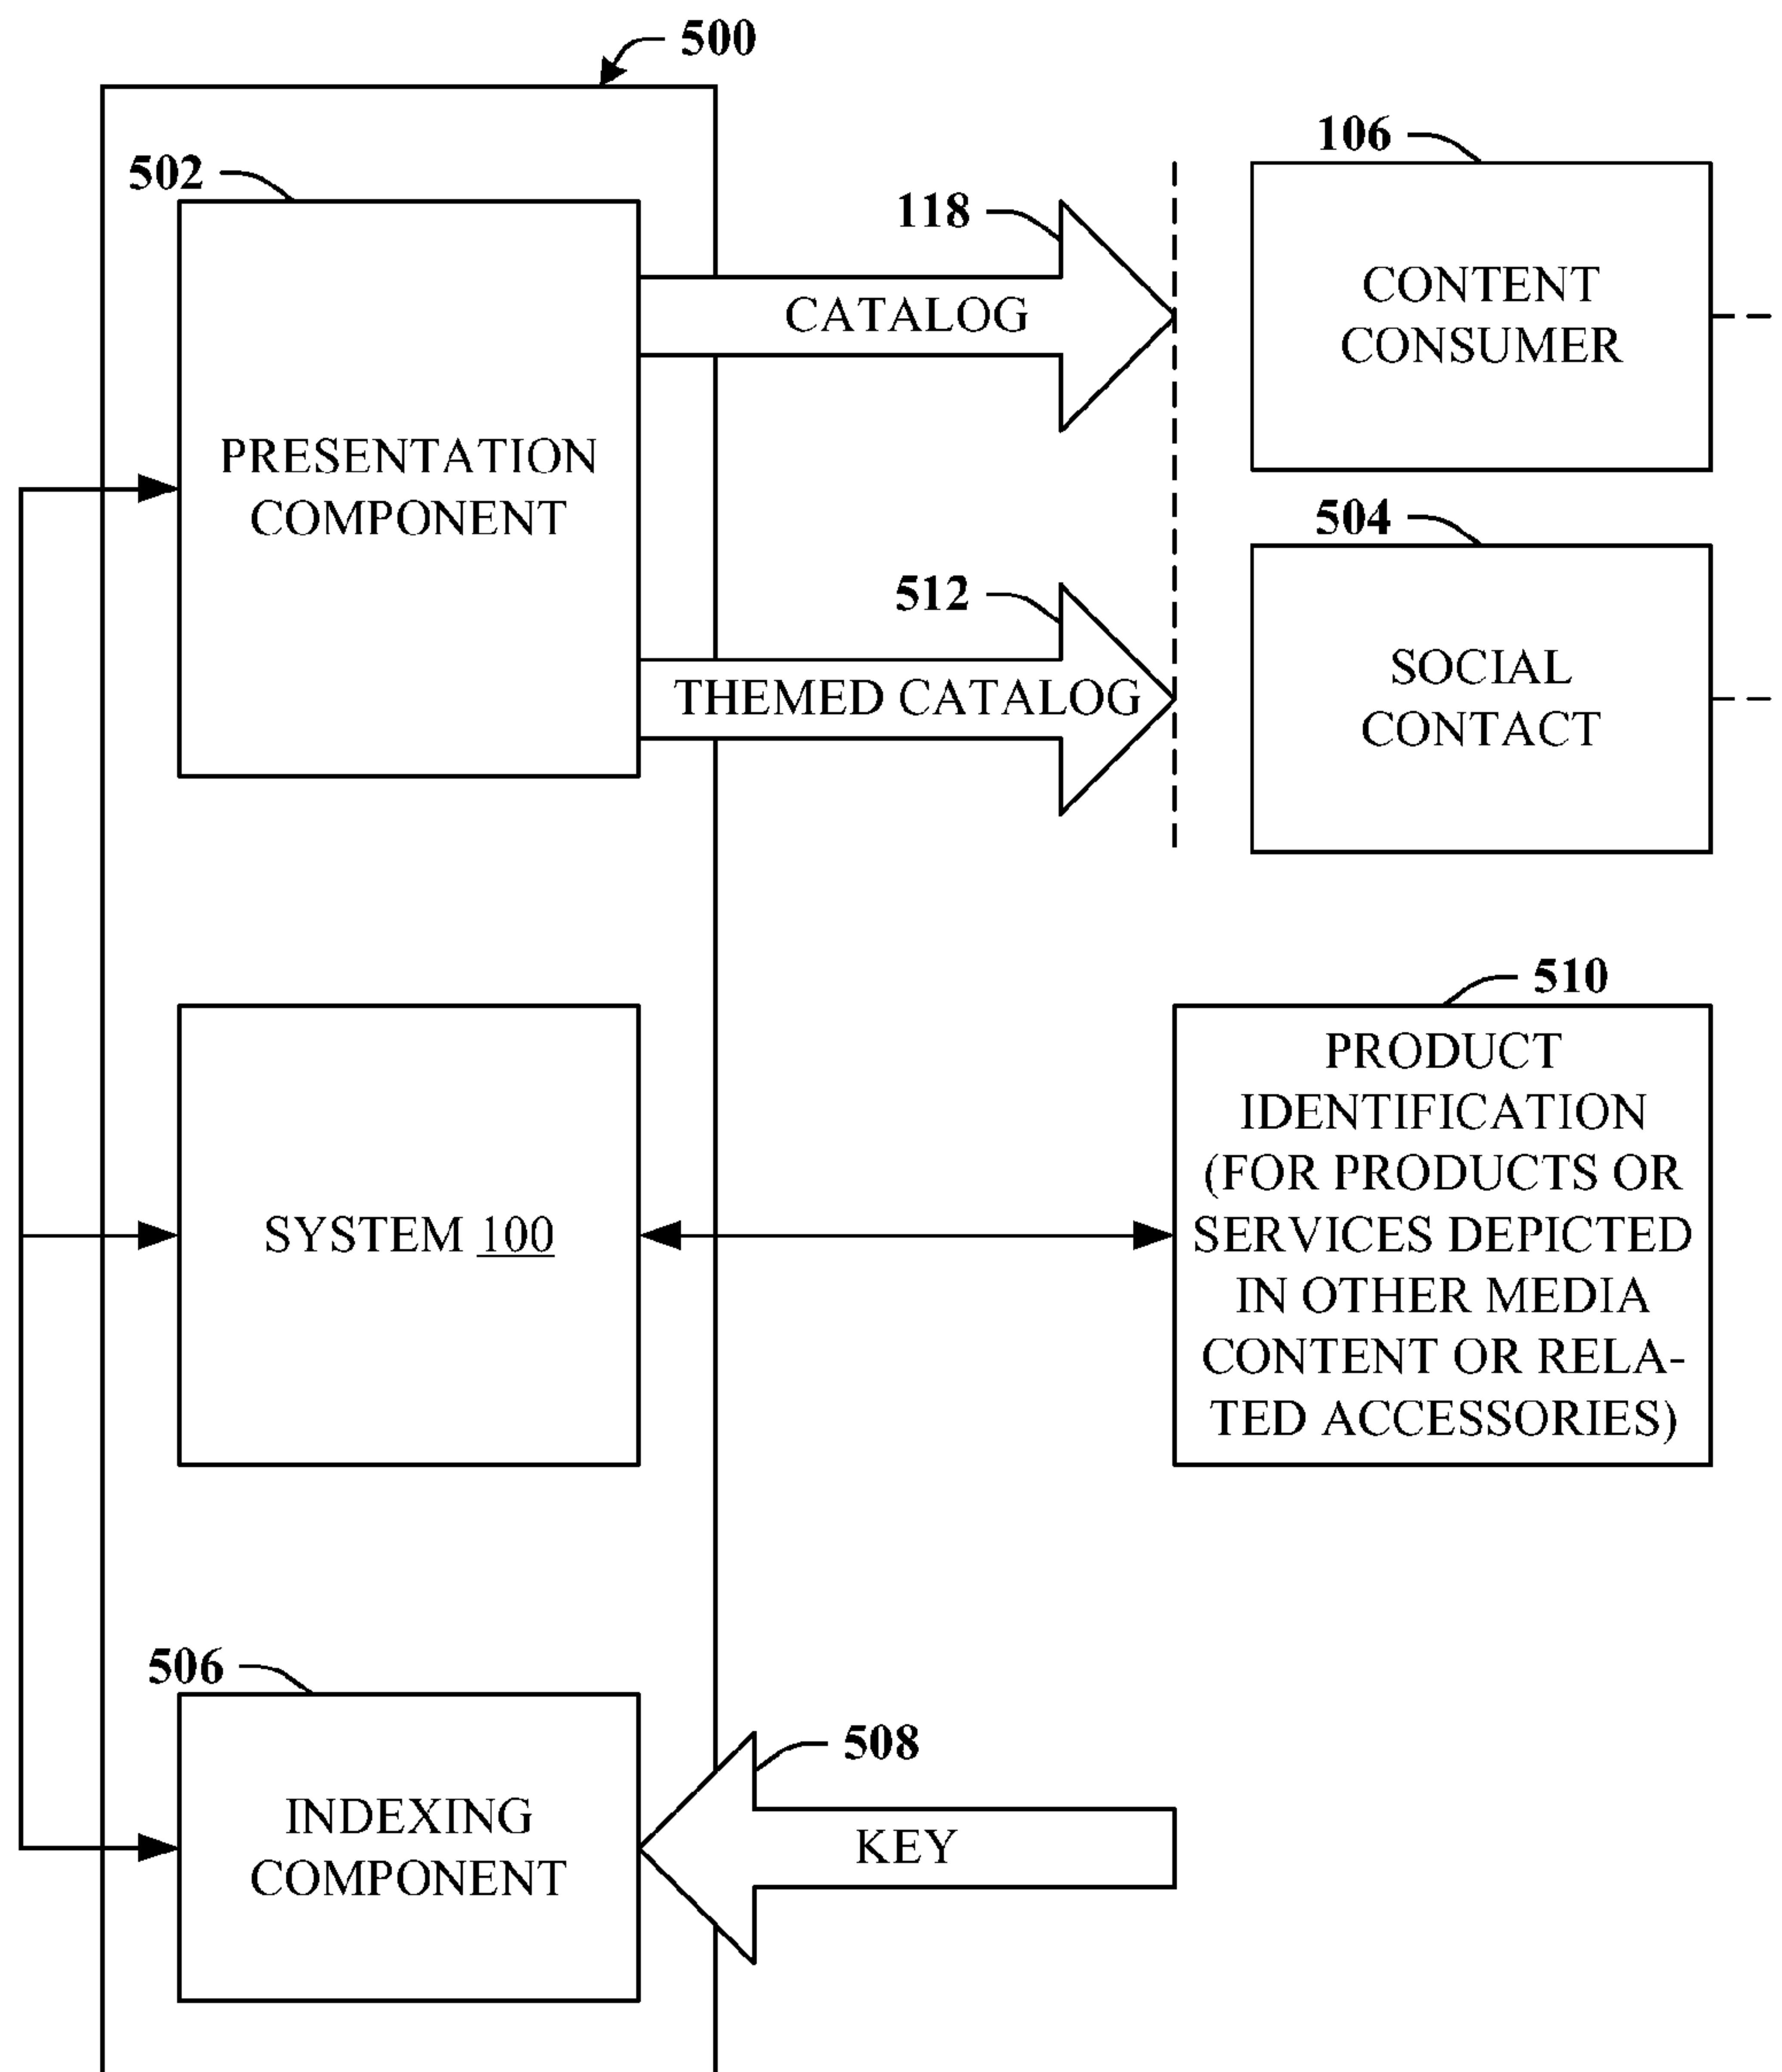 500
502
118
106
CATALOG
CONTENT
CONSUMER
PRESENTATION
COMPONENT
504
512
THEMED CATALOG
SOCIAL
CONTACT
510
SYSTEM 100
PRODUCT
IDENTIFICATION
(FOR PRODUCTS OR
SERVICES DEPICTED
IN OTHER MEDIA
CONTENT OR RELA-
TED ACCESSORIES)
506
508
INDEXING
COMPONENT
KEY